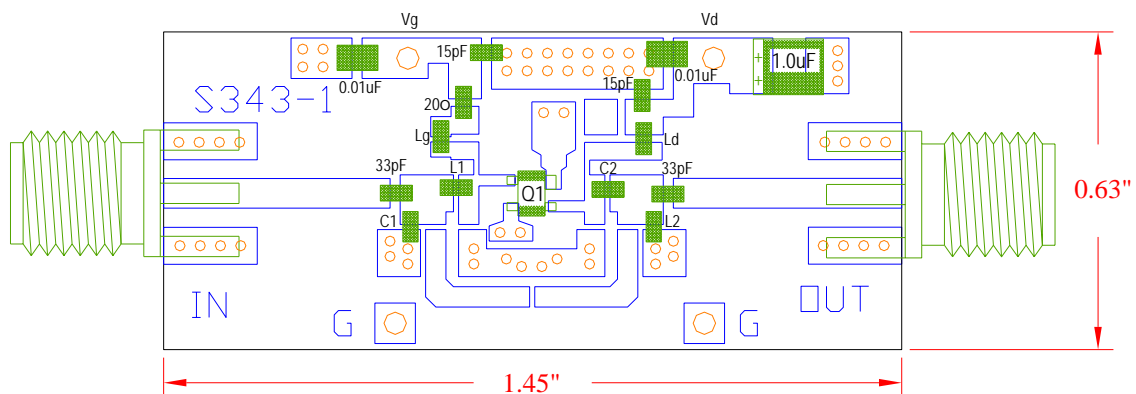 Vg Vd
15pF 1.0uF
0.01uF 0.01uF
15pF
S343-1 20o
Lg Ld
33pF L1 C2 33pF
Q1 0.63"
C1 L2
IN OUT
G G
1.45"